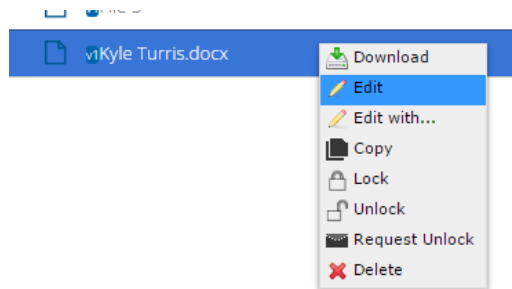 v1Kyle Turris.docx
Download
Edit
Edit with...
Copy
Lock
Unlock
Request Unlock
Delete